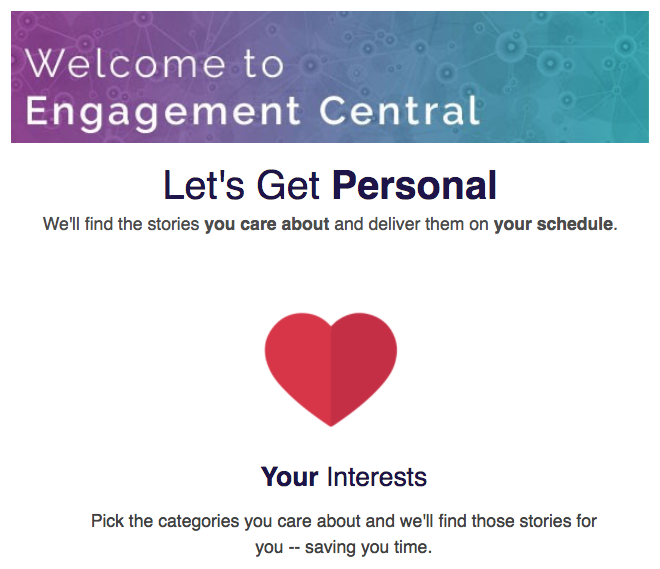 Welcome to
Engagement Central
Let's Get Personal
We'll find the stories you care about and deliver them on your schedule.
Your Interests
Pick the categories you care about and we'll find those stories for
you -- saving you time.